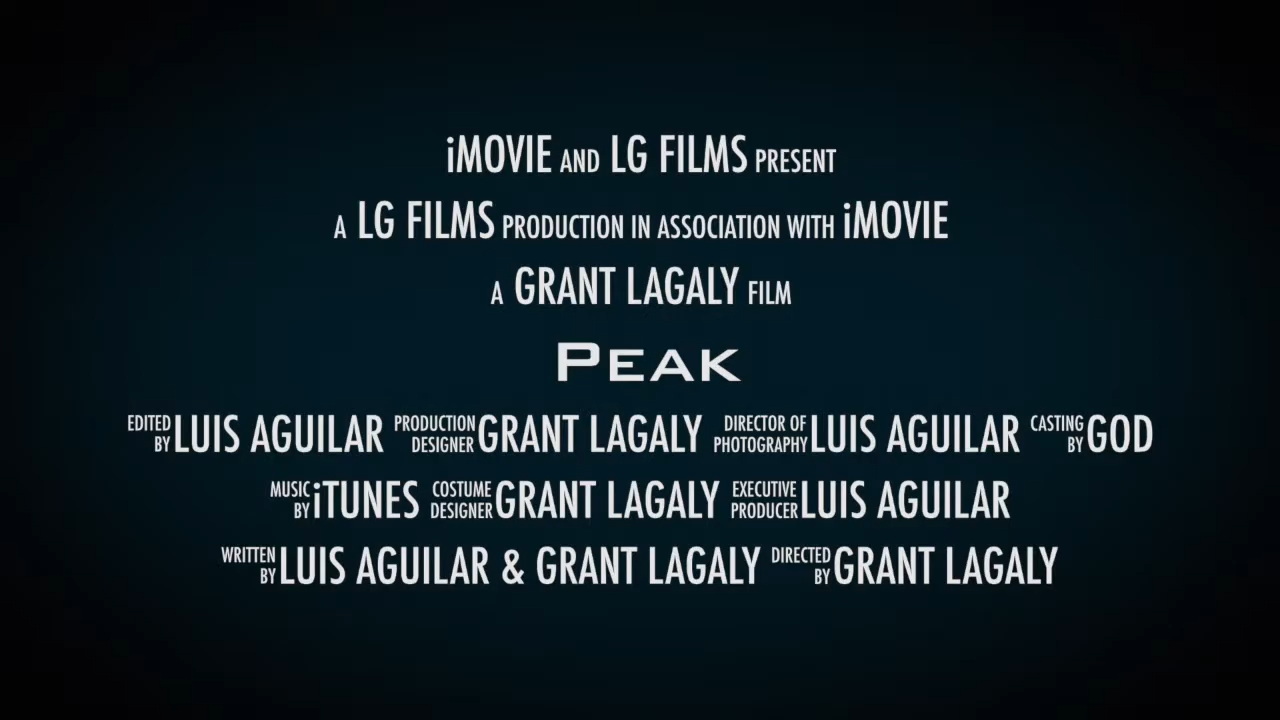 iMOVIE AND LG FILMS PRESENT
A LG FILMS PRODUCTION IN ASSOCIATION WITH iMOVIE
A GRANT LAGALY FILM
PEAK
EDITED BY LUIS AGUILAR PRODUCTION DESIGNER GRANT LAGALY DIRECTOR OF PHOTOGRAPHY LUIS AGUILAR CASTING BY GOD
MUSIC BY iTUNES COSTUME DESIGNER GRANT LAGALY EXECUTIVE PRODUCER LUIS AGUILAR
WRITTEN BY LUIS AGUILAR & GRANT LAGALY DIRECTED BY GRANT LAGALY